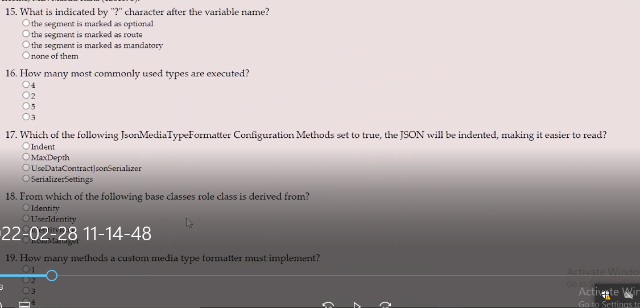 15. What is indicated by "?" character after the variable name?
the segment is marked as optional
the segment is marked as route
the segment is marked as mandatory
none of them
16. How many most commonly used types are executed?
4
2
5
3
17. Which of the following JsonMediaTypeFormatter Configuration Methods set to true, the JSON will be indented, making it easier to read?
Indent
MaxDepth
UseDataContractJsonSerializer
SerializerSettings
18. From which of the following base classes role class is derived from?
Identity
UserIdentity
22-02-28 11-14-48
19. How many methods a custom media type formatter must implement?
1
2
3
4
Activate Windows
Activate Win
Go to Settings t